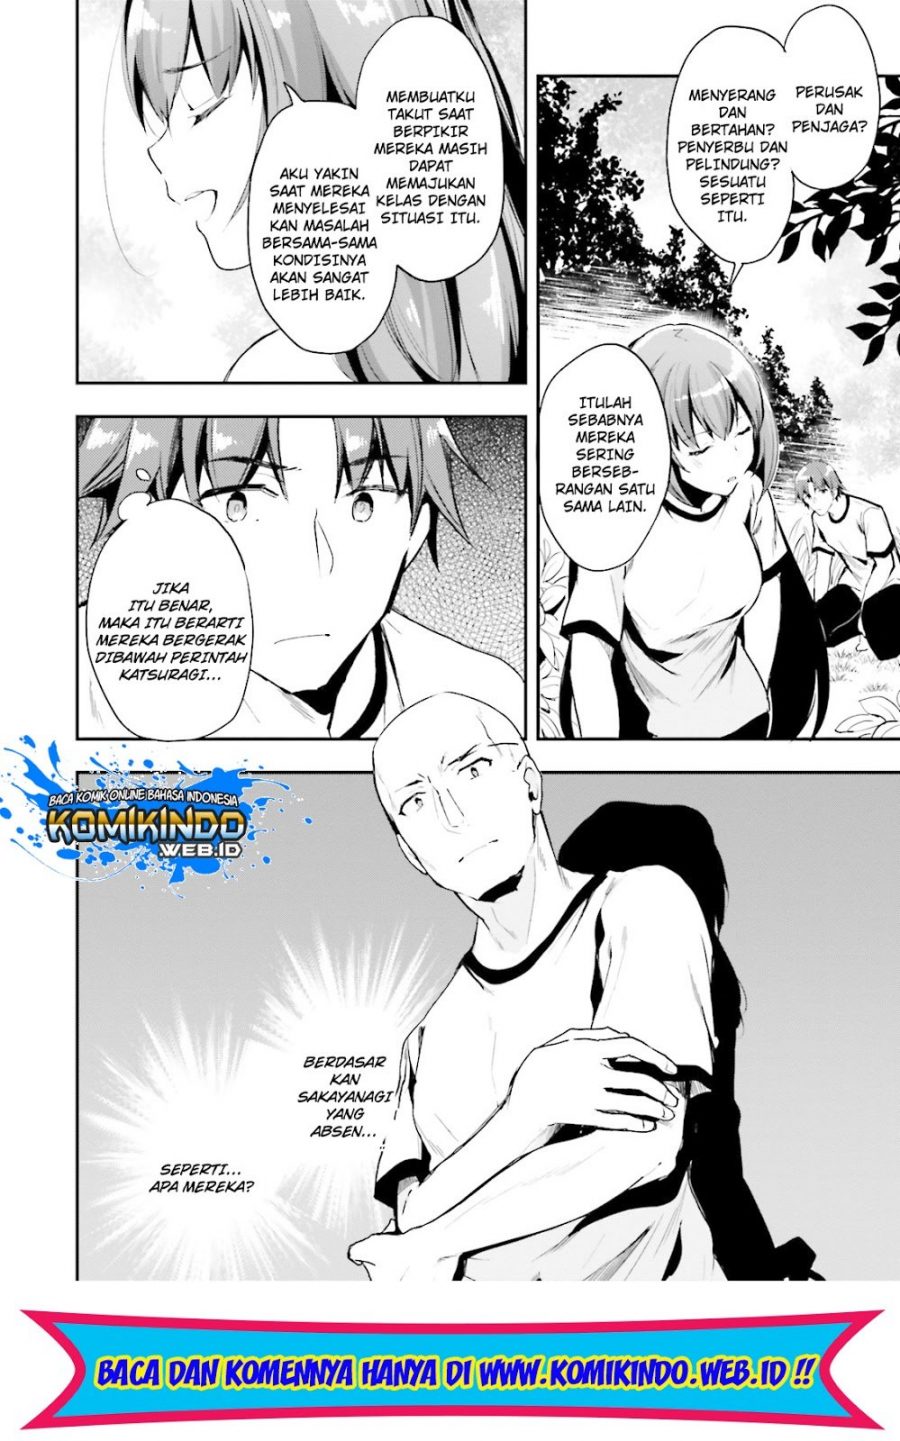 PERUSAK
DAN
PENJAGA?
MENYERANG
DAN
BERTAHAN?
PENYERBU DAN
PELINDUNG?
SESUATU
SEPERTI
ITU.
ITULAH
SEBABNYA
MEREKA
SERING
BERSEB-
RANGAN SATU
SAMA LAIN.
MEMBUATKU
TAKUT SAAT
BERPIKIR
MEREKA MASIH
DAPAT
MEMAJUKAN
KELAS DENGAN
SITUASI ITU.
AKU YAKIN
SAAT MEREKA
MENYELESAI
KAN MASALAH
BERSAMA-SAMA
KONDISINYA
AKAN SANGAT
LEBIH BAIK.
JIKA
ITU BENAR,
MAKA ITU BERARTI
MEREKA BERGERAK
DIBAWAH PERINTAH
KATSURAGI...
BACA KOMIK ONLINE BAHASA INDONESIA
KOMIKINDO
.WEB.ID
BERDASAR
KAN
SAKAYANAGI
YANG
ABSEN...
SEPERTI...
APA MEREKA?
BACA DAN KOMENNYA HANYA DI WWW.KOMIKINDO.WEB.ID !!